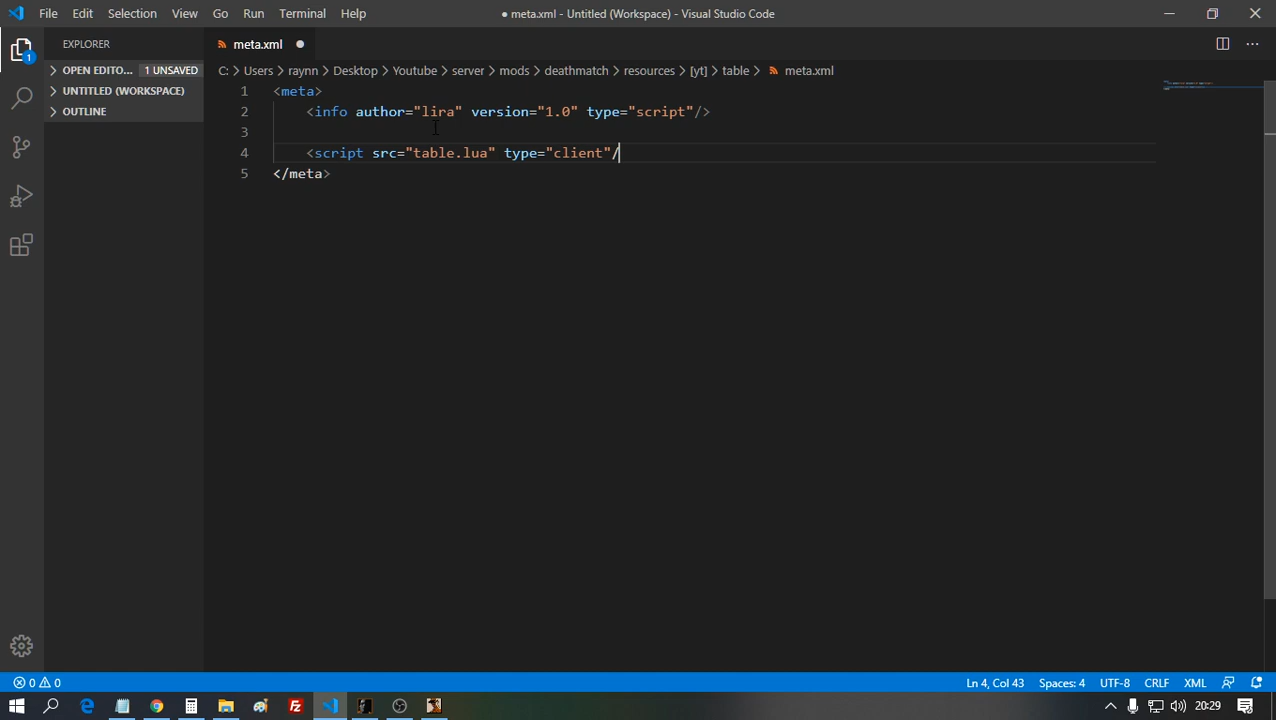 File Edit Selection View Go Run Terminal Help
● meta.xml - Untitled (Workspace) - Visual Studio Code
EXPLORER
meta.xml
OPEN EDITO... 1 UNSAVED
UNTITLED (WORKSPACE)
OUTLINE
1
C: > Users > raynn > Desktop > Youtube > server > mods > deathmatch > resources > [yt] > table > meta.xml
1 <meta>
2 <info author="lira" version="1.0" type="script"/>
3
4 <script src="table.lua" type="client"/
5 </meta>
0 0
Ln 4, Col 43 Spaces: 4 UTF-8 CRLF XML
20:29